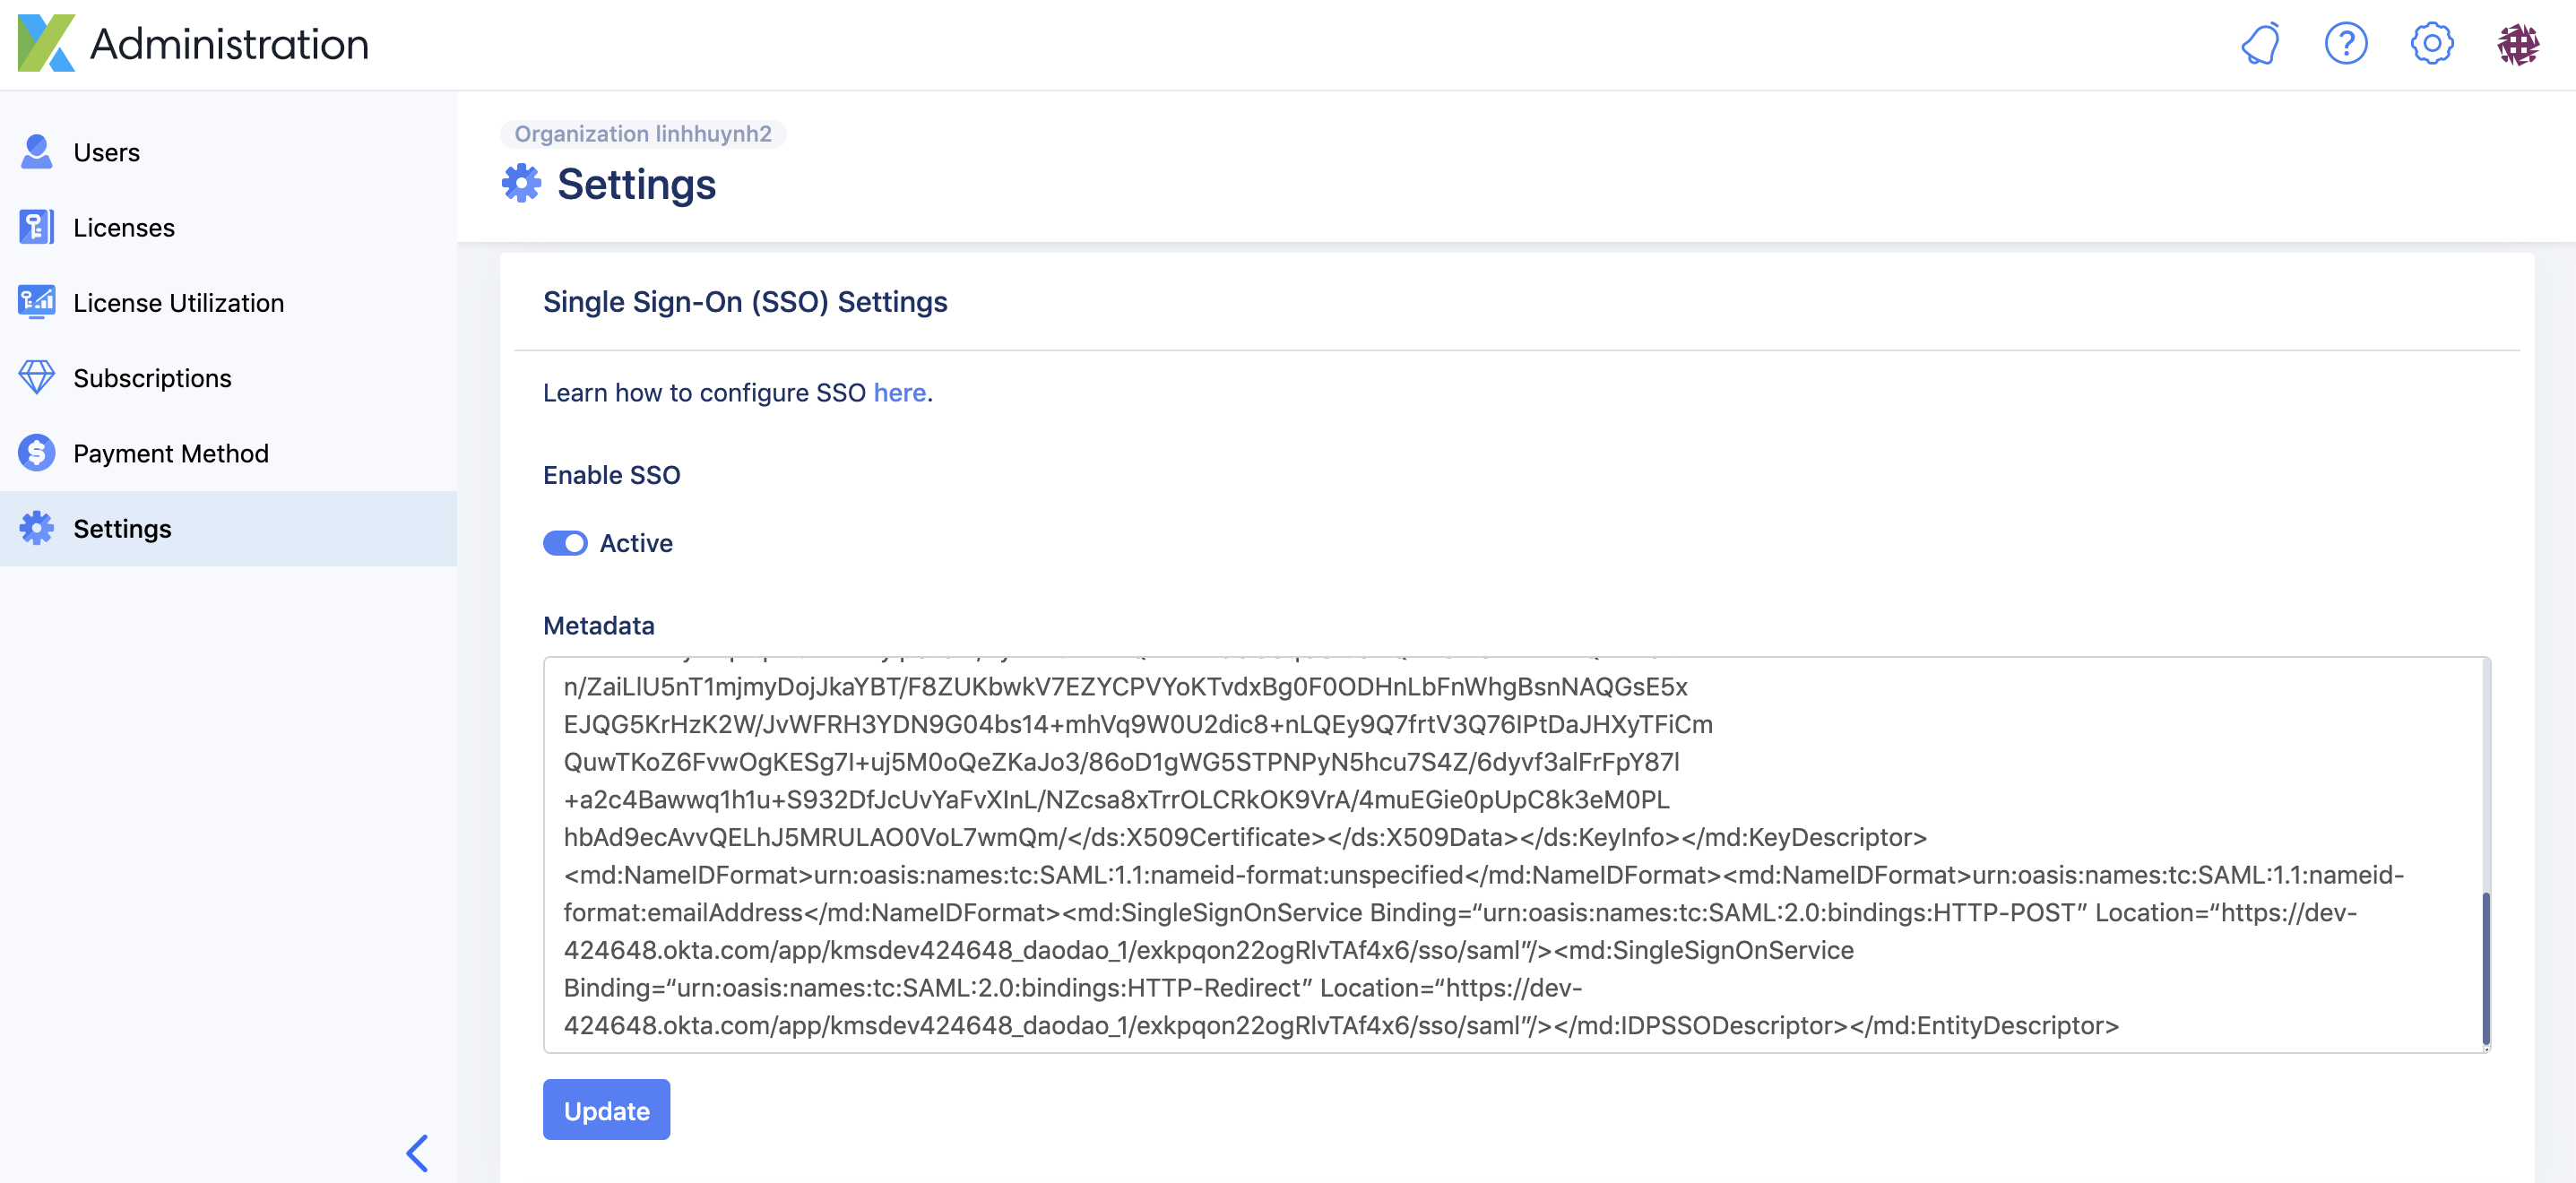 Administration
Users
Licenses
License Utilization
Subscriptions
Payment Method
Settings
Organization linhhuynh2
Settings
Single Sign-On (SSO) Settings
Learn how to configure SSO here.
Enable SSO
Active
Metadata
n/ZaiLlU5nT1mjmyDojJkaYBT/F8ZUKbwkV7EZYCPVYoKTvdxBg0F0ODHnLbFnWhgBsnNAQGsE5x
EJQG5KrHzK2W/JvWFRH3YDN9G04bs14+mhVq9W0U2dic8+nLQEy9Q7frtV3Q76IPtDaJHXyTFiCm
QuwTKoZ6FvwOgKESg7l+uj5M0oQeZKaJo3/86oD1gWG5STPNPyN5hcu7S4Z/6dyvf3alFrFpY87l
+a2c4Bawwq1h1u+S932DfJcUvYaFvXInL/NZcsa8xTrrOLCRkOK9VrA/4muEGie0pUpC8k3eM0PL
hbAd9ecAvvQELhJ5MRULAO0VoL7wmQm/</ds:X509Certificate></ds:X509Data></ds:KeyInfo></md:KeyDescriptor>
<md:NameIDFormat>urn:oasis:names:tc:SAML:1.1:nameid-format:unspecified</md:NameIDFormat><md:NameIDFormat>urn:oasis:names:tc:SAML:1.1:nameid-
format:emailAddress</md:NameIDFormat><md:SingleSignOnService Binding=“urn:oasis:names:tc:SAML:2.0:bindings:HTTP-POST” Location=“https://dev-
424648.okta.com/app/kmsdev424648_daodao_1/exkpqon22ogRlvTAf4x6/sso/saml”/><md:SingleSignOnService
Binding=“urn:oasis:names:tc:SAML:2.0:bindings:HTTP-Redirect” Location=“https://dev-
424648.okta.com/app/kmsdev424648_daodao_1/exkpqon22ogRlvTAf4x6/sso/saml”/></md:IDPSSODescriptor></md:EntityDescriptor>
Update